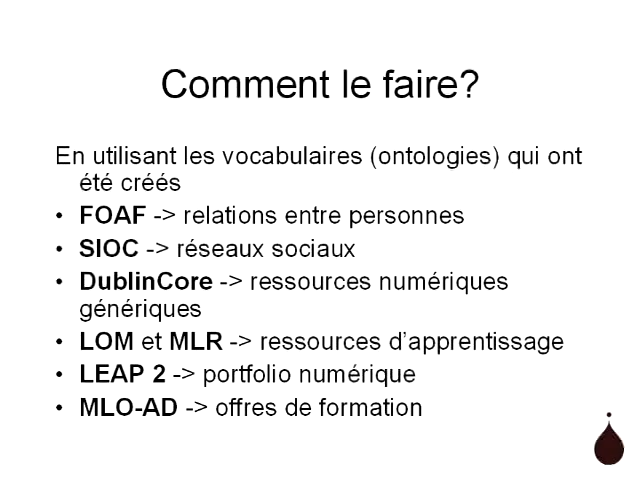 Comment le faire?
En utilisant les vocabulaires (ontologies) qui ont
été créés
• FOAF -> relations entre personnes
• SIOC -> réseaux sociaux
• DublinCore -> ressources numériques
génériques
• LOM et MLR -> ressources d’apprentissage
• LEAP 2 -> portfolio numérique
• MLO-AD -> offres de formation